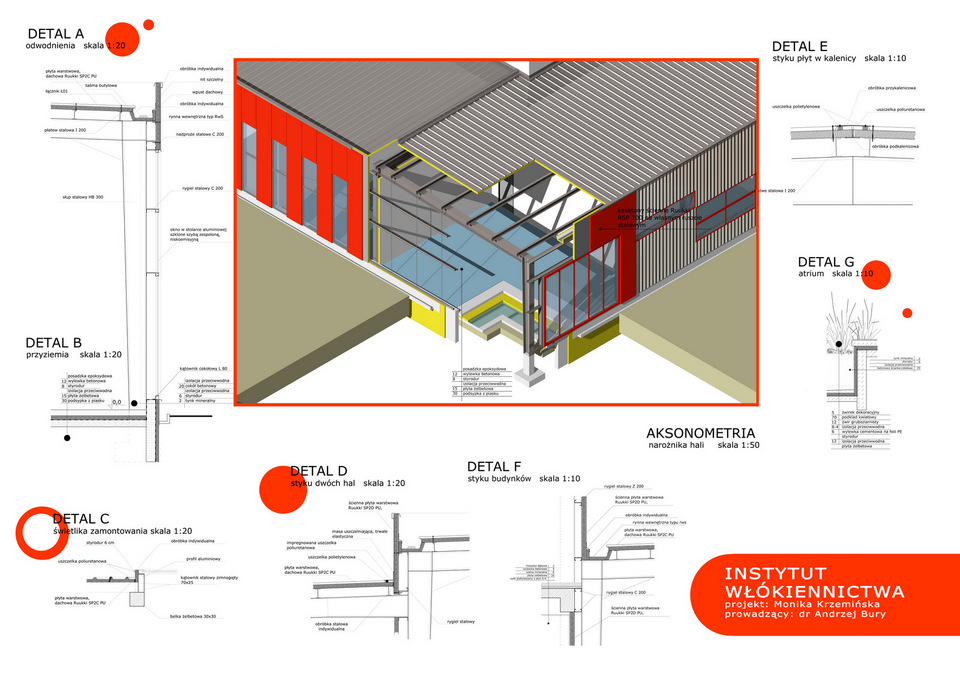 DETAL A
odwodnienia skala 1:20
płyta warstwowa,
dachowa Ruukki SP2C PU
taśma butylowa
łącznik Ł01
płatew stalowa I 200
słup stalowy HB 300
obróbka indywidualna
nit szczelny
wpust dachowy
obróbka indywidualna
rynna wewnętrzna typ RwS
nadproże stalowe C 200
rygiel stalowy C 200
okno w stolarce aluminiowej
szklone szybą zespoloną,
niskoemisyjną
DETAL B
przyziemia skala 1:20
posadzka epoksydowa
12 wylewka betonowa
8 styrodur
izolacja przeciwwodna
15 płyta żelbetowa
30 podsypka z piasku
0,0
kątownik cokołowy L 80
izolacja przeciwwodna
20 cokół betonowy
izolacja przeciwwodna
6 styrodur
2 tynk mineralny
kasetony ścienne Ruukki
RSP 200 na własnym ruszcie
stalowym
posadzka epoksydowa
12 wylewka betonowa
8 styrodur
izolacja przeciwwodna
15 płyta żelbetowa
30 podsypka z piasku
DETAL E
styku płyt w kalenicy skala 1:10
obróbka przykalenicowa
uszczelka polietylenowa
uszczelka poliuretanowa
obróbka podkalenicowa
stalowa I 200
DETAL G
atrium skala 1:10
5 żwirek dekoracyjny
70 podkład kwiatowy
12 żwir gruboziarnisty
6-4 izolacja przeciwwodna
6 wylewka cementowa na folii PE
styrodur
12 izolacja przeciwwodna
płyta żelbetowa
AKSONOMETRIA
narożnika hali skala 1:50
DETAL C
świetlika zamontowania skala 1:20
styrodur 6 cm
obróbka indywidualna
uszczelka poliuretanowa
profil aluminiowy
kątownik stalowy zimnogięty
70x25
płyta warstwowa,
dachowa Ruukki SP2C PU
belka żelbetowa 30x30
DETAL D
styku dwóch hal skala 1:20
ścienna płyta warstwowa
Ruukki SP2D PU,
masa uszczelniająca, trwale
elastyczna
impregnowana uszczelka
poliuretanowa
uszczelka polietylenowa
płyta warstwowa,
dachowa Ruukki SP2C PU
obróbka stalowa
indywidualna
rygiel stalowy
DETAL F
styku budynków skala 1:10
rygiel stalowy Z 200
ścienna płyta warstwowa
Ruukki SP2D PU,
obróbka indywidualna
rynna wewnętrzna typu rws
płyta warstwowa,
dachowa Ruukki SP2C PU
rygiel stalowy C 200
ścienna płyta warstwowa
Ruukki SP2D PU,
INSTYTUT
WŁÓKIENNICTWA
projekt: Monika Krzemińska
prowadzący: dr Andrzej Bury